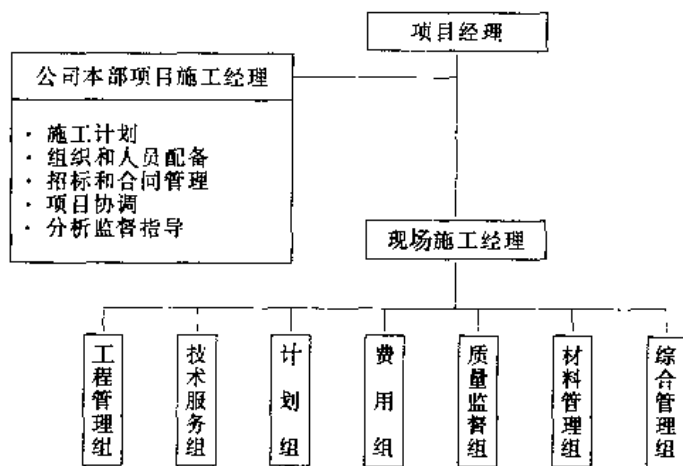 项目经理
公司本部项目施工经理
· 施工计划
· 组织和人员配备
· 招标和合同管理
· 项目协调
· 分析监督指导
现场施工经理
工程管理组
技术服务组
计划组
费用组
质量监督组
材料管理组
综合管理组